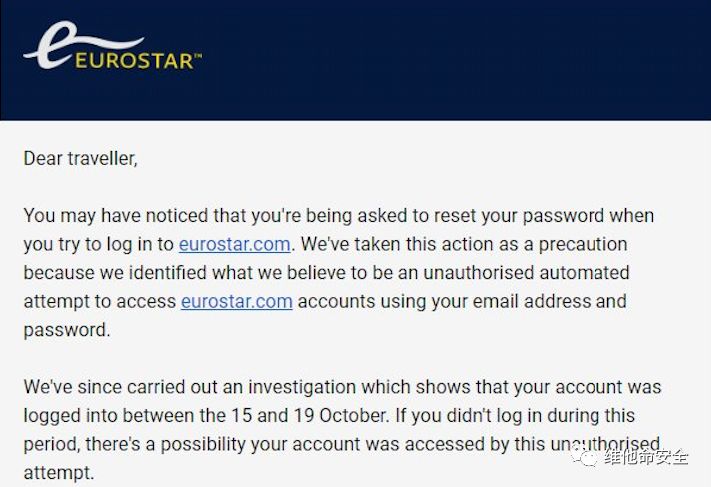 e
EUROSTAR™
Dear traveller,
You may have noticed that you're being asked to reset your password when
you try to log in to eurostar.com. We've taken this action as a precaution
because we identified what we believe to be an unauthorised automated
attempt to access eurostar.com accounts using your email address and
password.
We've since carried out an investigation which shows that your account was
logged into between the 15 and 19 October. If you didn't log in during this
period, there's a possibility your account was accessed by this unauthorised
attempt.
维他命安全